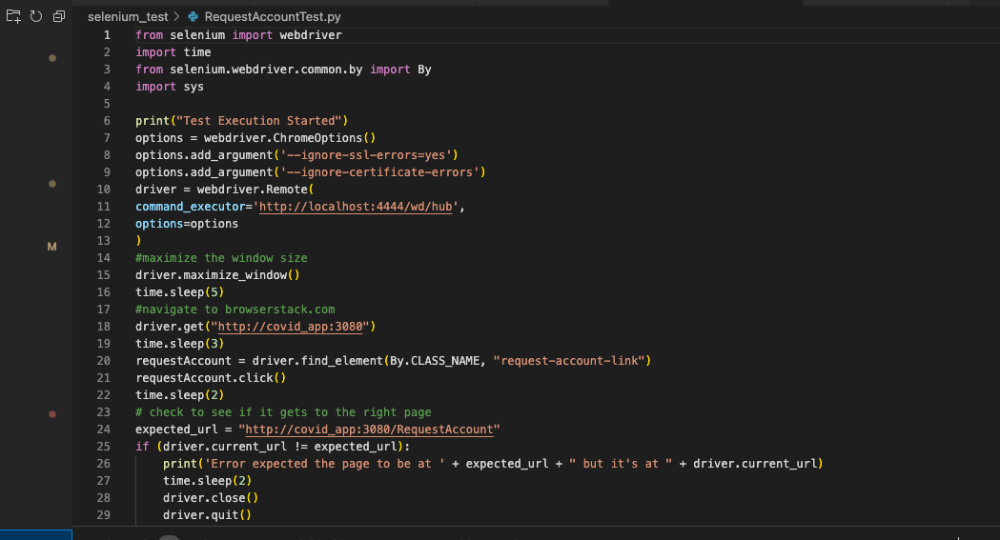 selenium_test > RequestAccountTest.py
1 from selenium import webdriver
2 import time
3 from selenium.webdriver.common.by import By
4 import sys
5
6 print("Test Execution Started")
7 options = webdriver.ChromeOptions()
8 options.add_argument('--ignore-ssl-errors=yes')
9 options.add_argument('--ignore-certificate-errors')
10 driver = webdriver.Remote(
11 command_executor='http://localhost:4444/wd/hub',
12 options=options
13 )
14 #maximize the window size
15 driver.maximize_window()
16 time.sleep(5)
17 #navigate to browserstack.com
18 driver.get("http://covid_app:3080")
19 time.sleep(3)
20 requestAccount = driver.find_element(By.CLASS_NAME, "request-account-link")
21 requestAccount.click()
22 time.sleep(2)
23 # check to see if it gets to the right page
24 expected_url = "http://covid_app:3080/RequestAccount"
25 if (driver.current_url != expected_url):
26     print('Error expected the page to be at ' + expected_url + " but it's at " + driver.current_url)
27     time.sleep(2)
28     driver.close()
29     driver.quit()
M